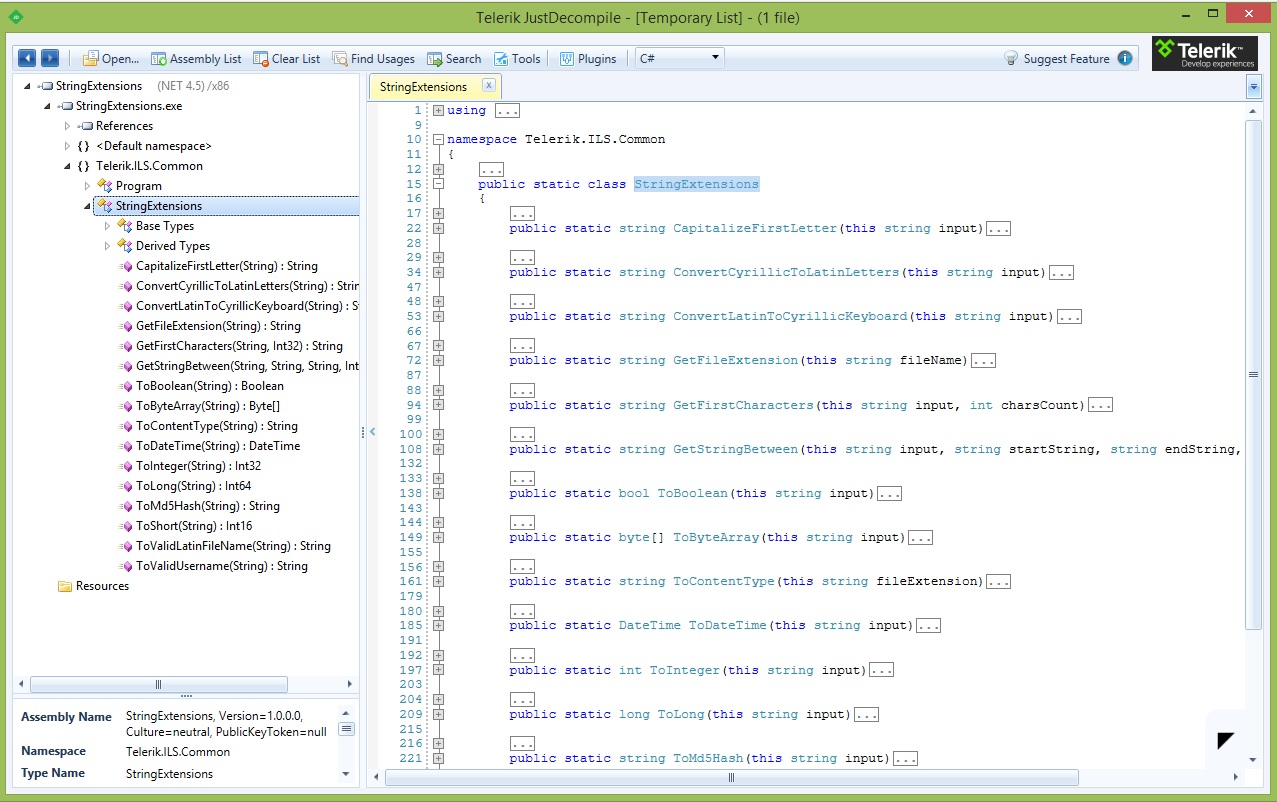 Telerik JustDecompile - [Temporary List] - (1 file)
Open... Assembly List Clear List Find Usages Search Tools Plugins C# Suggest Feature
Telerik™
Develop experiences
StringExtensions (NET 4.5) /x86
StringExtensions.exe
References
{} <Default namespace>
{} Telerik.ILS.Common
Program
StringExtensions
Base Types
Derived Types
CapitalizeFirstLetter(String) : String
ConvertCyrillicToLatinLetters(String) : Strin
ConvertLatinToCyrillicKeyboard(String) : S
GetFileExtension(String) : String
GetFirstCharacters(String, Int32) : String
GetStringBetween(String, String, String, Int
ToBoolean(String) : Boolean
ToByteArray(String) : Byte[]
ToContentType(String) : String
ToDateTime(String) : DateTime
ToInteger(String) : Int32
ToLong(String) : Int64
ToMd5Hash(String) : String
ToShort(String) : Int16
ToValidLatinFileName(String) : String
ToValidUsername(String) : String
Resources
Assembly Name StringExtensions, Version=1.0.0.0,
Culture=neutral, PublicKeyToken=null
Namespace Telerik.ILS.Common
Type Name StringExtensions
StringExtensions x
1 using ...
9
10 namespace Telerik.ILS.Common
11 {
12 ...
15 public static class StringExtensions
16 {
17 ...
22 public static string CapitalizeFirstLetter(this string input)...
28
29 ...
34 public static string ConvertCyrillicToLatinLetters(this string input)...
47
48 ...
53 public static string ConvertLatinToCyrillicKeyboard(this string input)...
66
67 ...
72 public static string GetFileExtension(this string fileName)...
87
88 ...
94 public static string GetFirstCharacters(this string input, int charsCount)...
99
100 ...
108 public static string GetStringBetween(this string input, string startString, string endString,
132
133 ...
138 public static bool ToBoolean(this string input)...
143
144 ...
149 public static byte[] ToByteArray(this string input)...
155
156 ...
161 public static string ToContentType(this string fileExtension)...
179
180 ...
185 public static DateTime ToDateTime(this string input)...
191
192 ...
197 public static int ToInteger(this string input)...
203
204 ...
209 public static long ToLong(this string input)...
215
216 ...
221 public static string ToMd5Hash(this string input)...